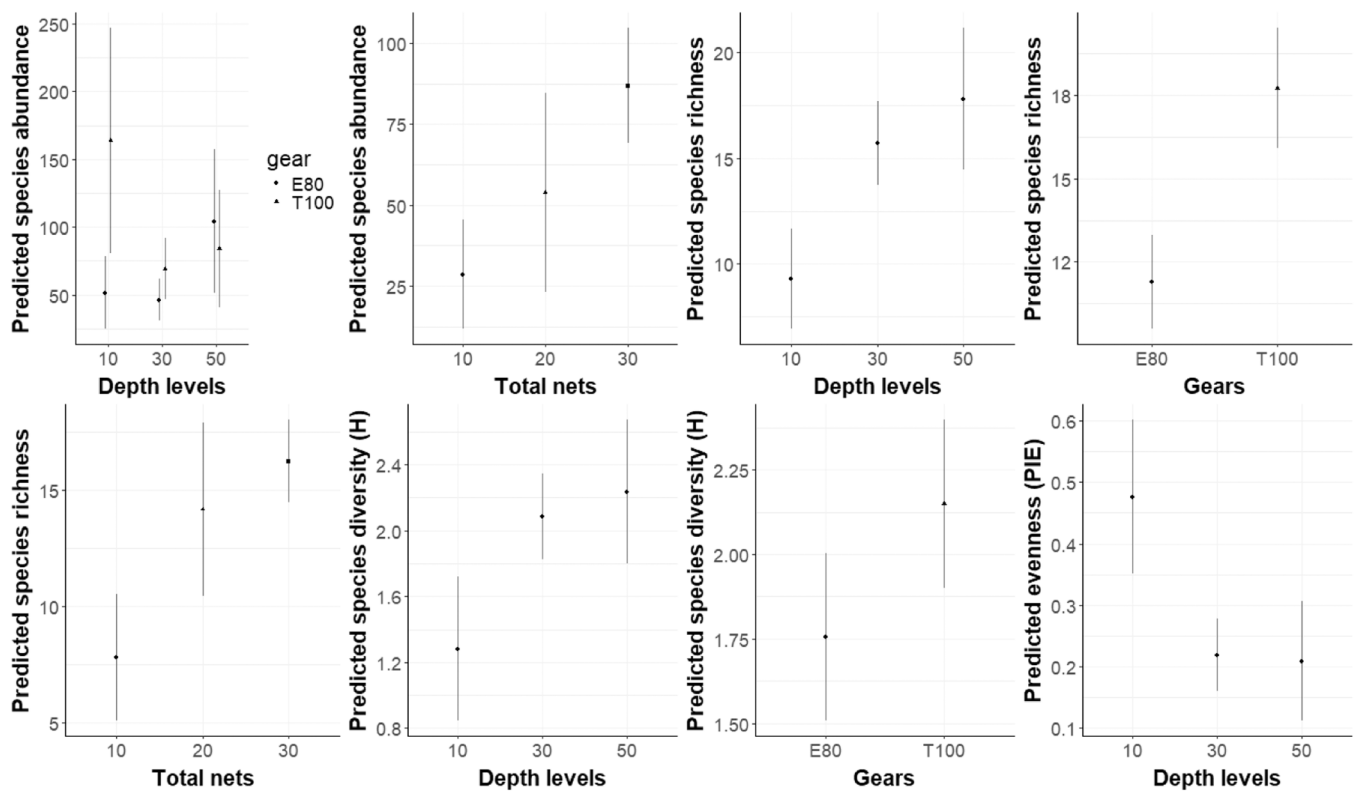 Predicted species abundance
250
200
150
100
50
10 30 50
Depth levels
gear
E80
T100
Predicted species abundance
100
75
50
25
10 20 30
Total nets
Predicted species richness
20
15
10
10 30 50
Depth levels
Predicted species richness
18
15
12
E80 T100
Gears
Predicted species richness
15
10
5
10 20 30
Total nets
Predicted species diversity (H)
2.4
2.0
1.6
1.2
0.8
10 30 50
Depth levels
Predicted species diversity (H)
2.25
2.00
1.75
1.50
E80 T100
Gears
Predicted evenness (PIE)
0.6
0.5
0.4
0.3
0.2
0.1
10 30 50
Depth levels